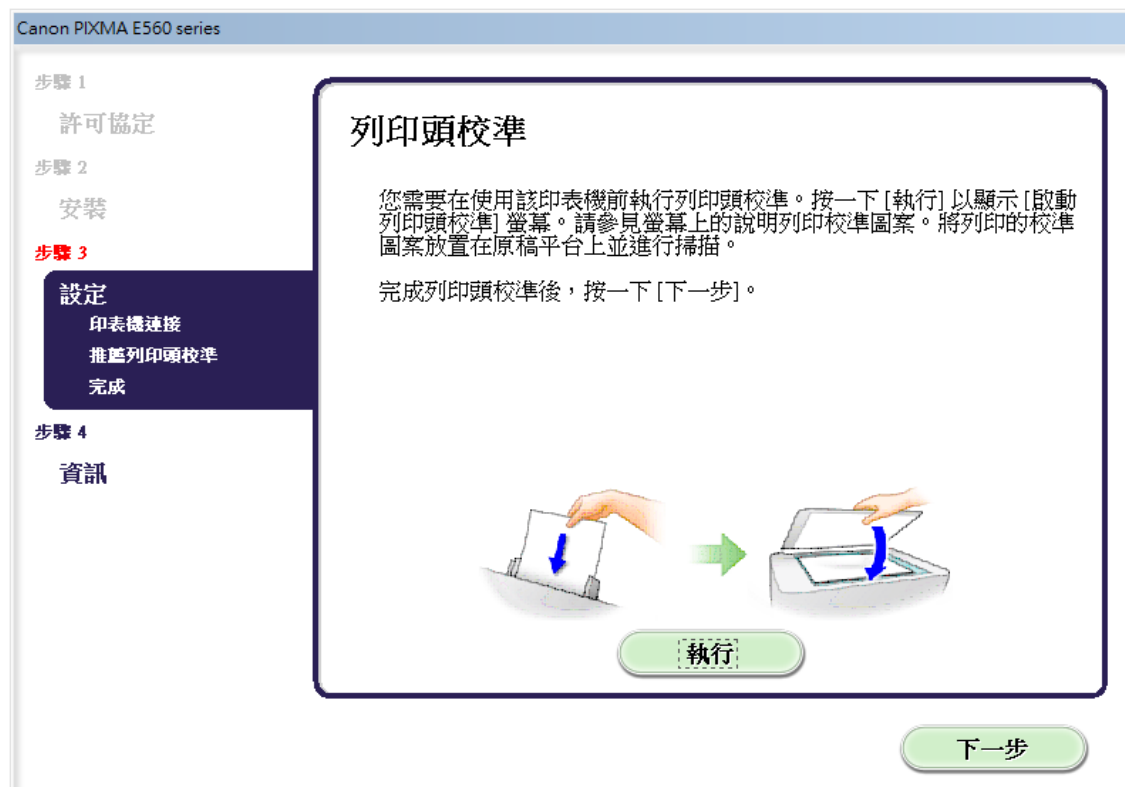 Canon PIXMA E560 series
步驟 1
許可協定
步驟 2
安裝
步驟 3
設定
印表機連接
推薦列印頭校準
完成
步驟 4
資訊
列印頭校準
您需要在使用該印表機前執行列印頭校準。按一下 [執行] 以顯示 [啟動
列印頭校準] 螢幕。請參見螢幕上的說明列印校準圖案。將列印的校準
圖案放置在原稿平台上並進行掃描。
完成列印頭校準後，按一下 [下一步]。
執行
下一步